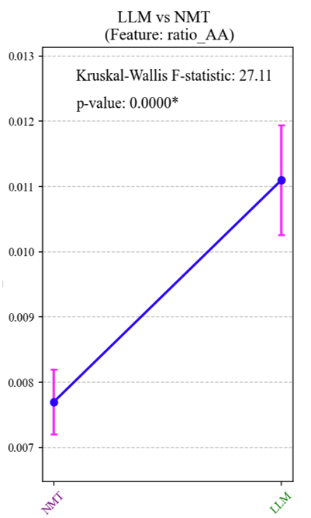 LLM vs NMT
(Feature: ratio_AA)
Kruskal-Wallis F-statistic: 27.11
p-value: 0.0000*
0.013
0.012
0.011
0.010
0.009
0.008
0.007
NMT
LLM